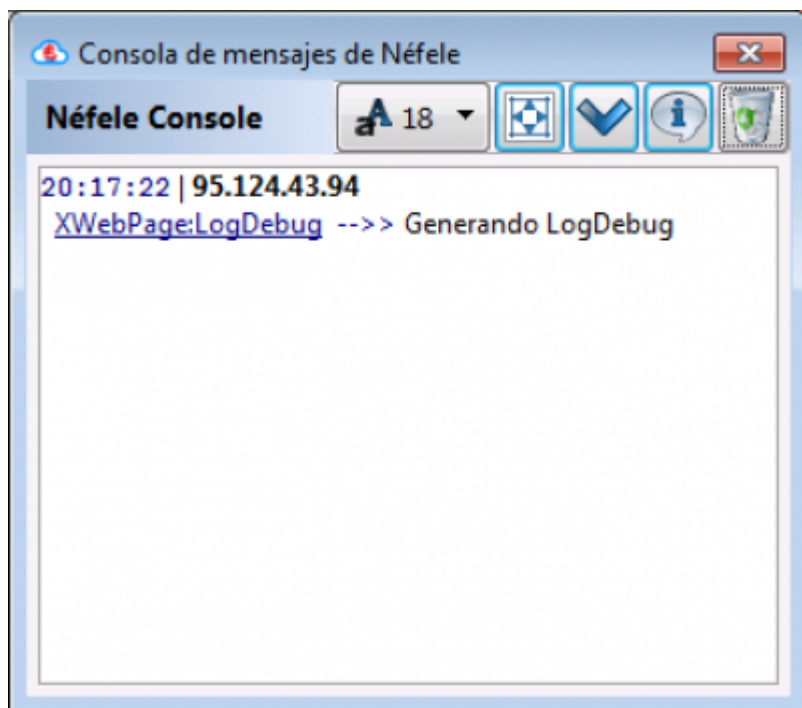 Consola de mensajes de Néfele
Néfele Console
aA 18
20:17:22 | 95.124.43.94
XWebPage:LogDebug -->> Generando LogDebug